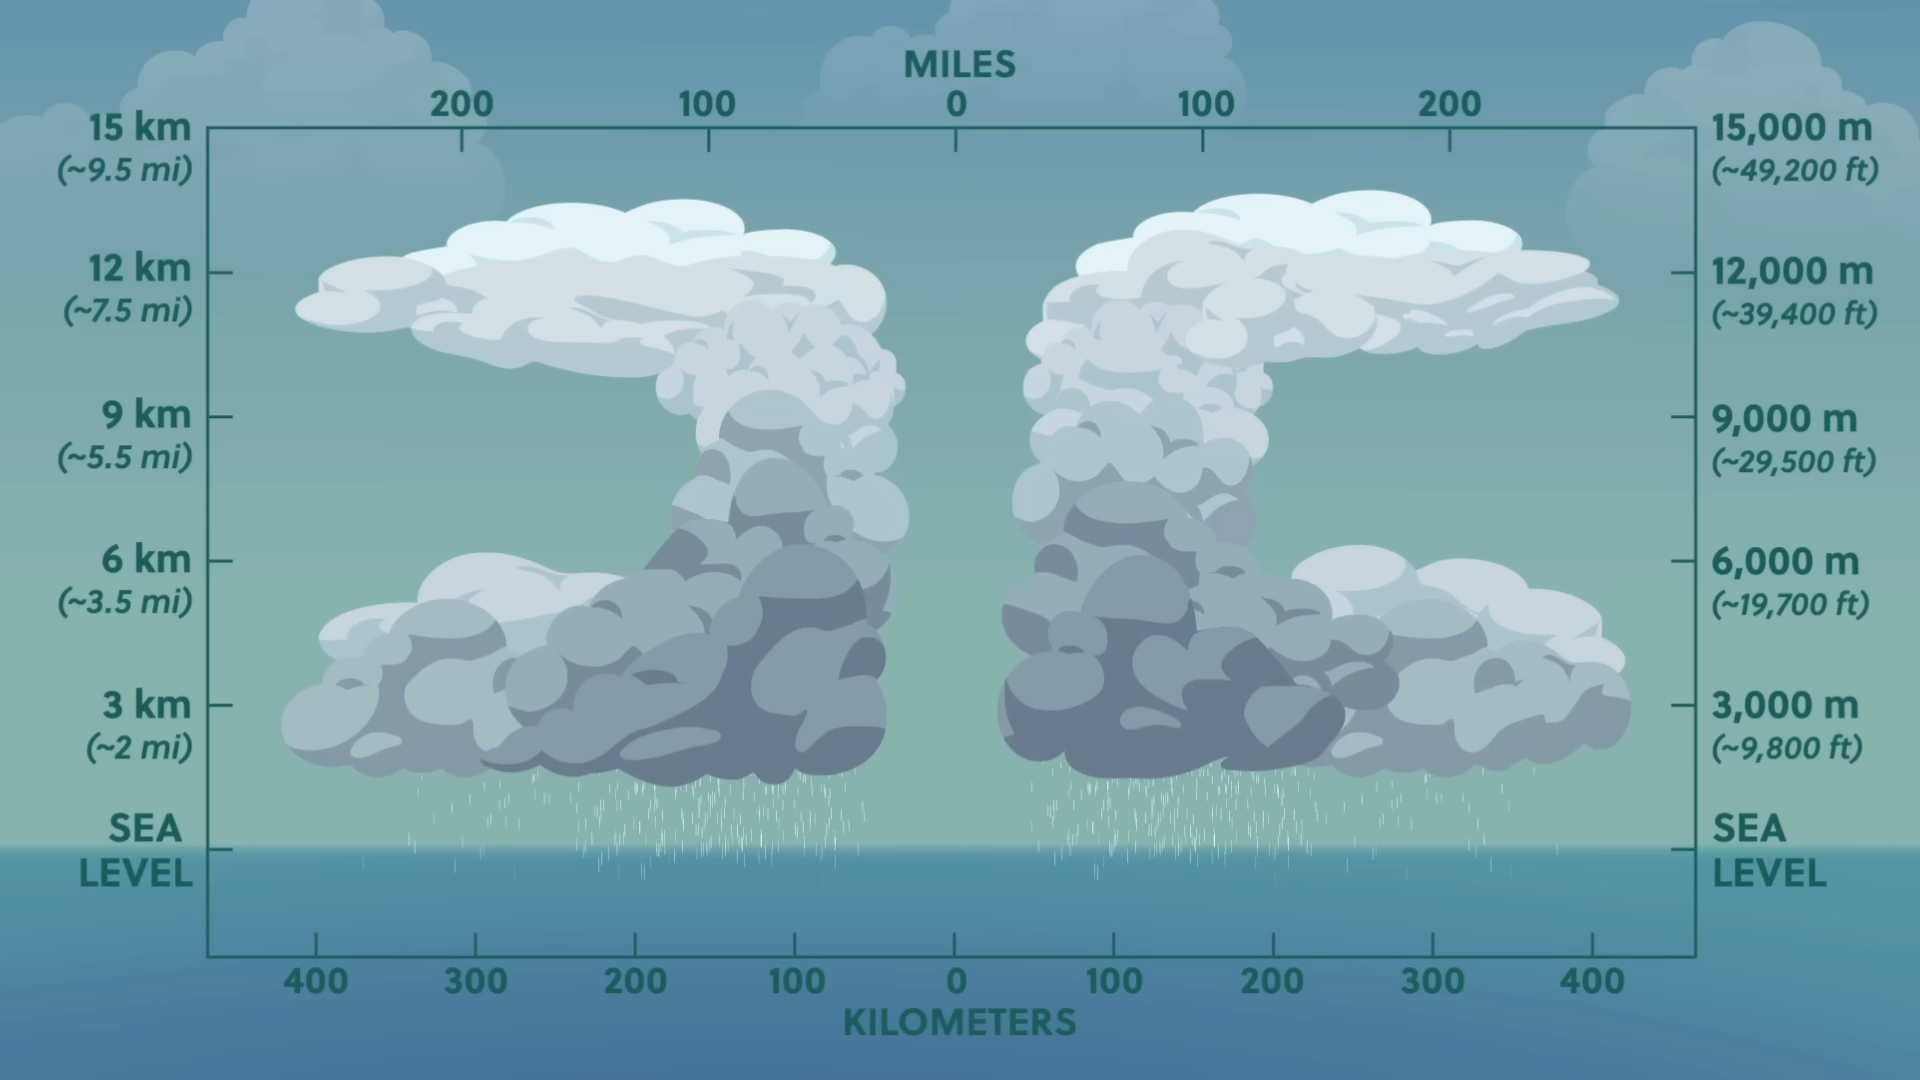 MILES
200 100 0 100 200
15 km 15,000 m
(~9.5 mi) (~49,200 ft)
12 km 12,000 m
(~7.5 mi) (~39,400 ft)
9 km 9,000 m
(~5.5 mi) (~29,500 ft)
6 km 6,000 m
(~3.5 mi) (~19,700 ft)
3 km 3,000 m
(~2 mi) (~9,800 ft)
SEA SEA
LEVEL LEVEL
400 300 200 100 0 100 200 300 400
KILOMETERS